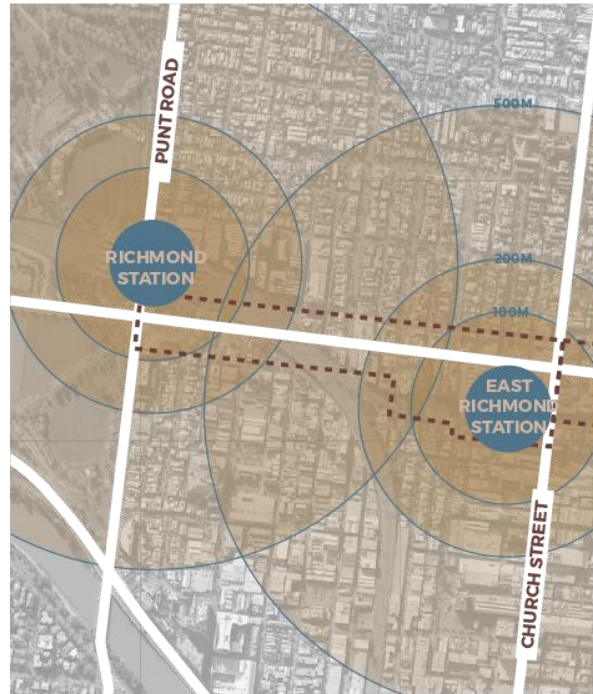 PUNT ROAD
500M
RICHMOND
STATION
200M
100M
EAST
RICHMOND
STATION
CHURCH STREET